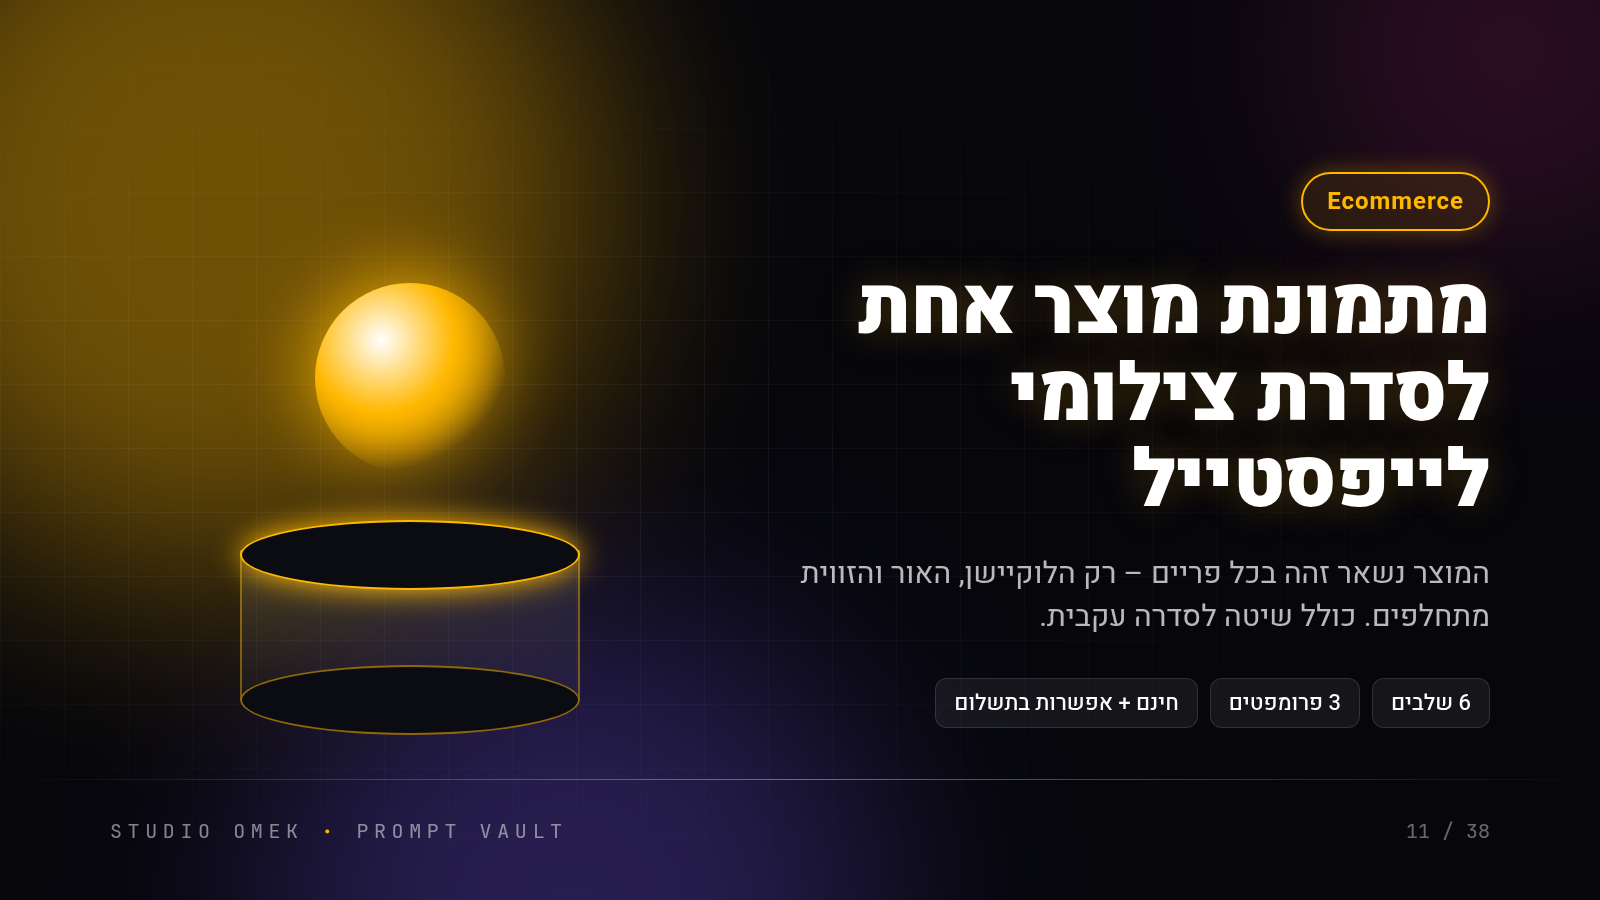 Ecommerce
מתמונת מוצר אחת
לסדרת צילומי
לייפסטייל
המוצר נשאר זהה בכל פריים – רק הלוקיישן, האור והזווית
מתחלפים. כולל שיטה לסדרה עקבית.
6 שלבים
3 פרומפטים
חינם + אפשרות בתשלום
STUDIO OMEK · PROMPT VAULT
11 / 38